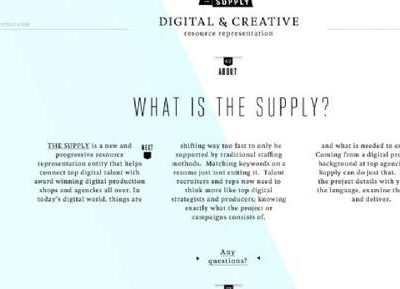 SUPPLY
DIGITAL & CREATIVE
resource representation
ABOUT
WHAT IS THE SUPPLY?
THE SUPPLY is a new and
progressive resource
representation entity that helps
connect top digital talent with
award winning digital production
shops and agencies all over. In
today's digital world, things are
NEXT
shifting way too fast to only be
supported by traditional staffing
methods. Matching keywords on a
resume just isnt cutting it. Talent
recruiters and reps now need to
think more like top digital
strategists and producers; knowing
exactly what the project or
campaigns consists of,
and what is needed to ex
Coming from a digital pro
background at top agenci
Supply can do just that.
the project details with y
the language, examine th
and deliver.
Any
questions?